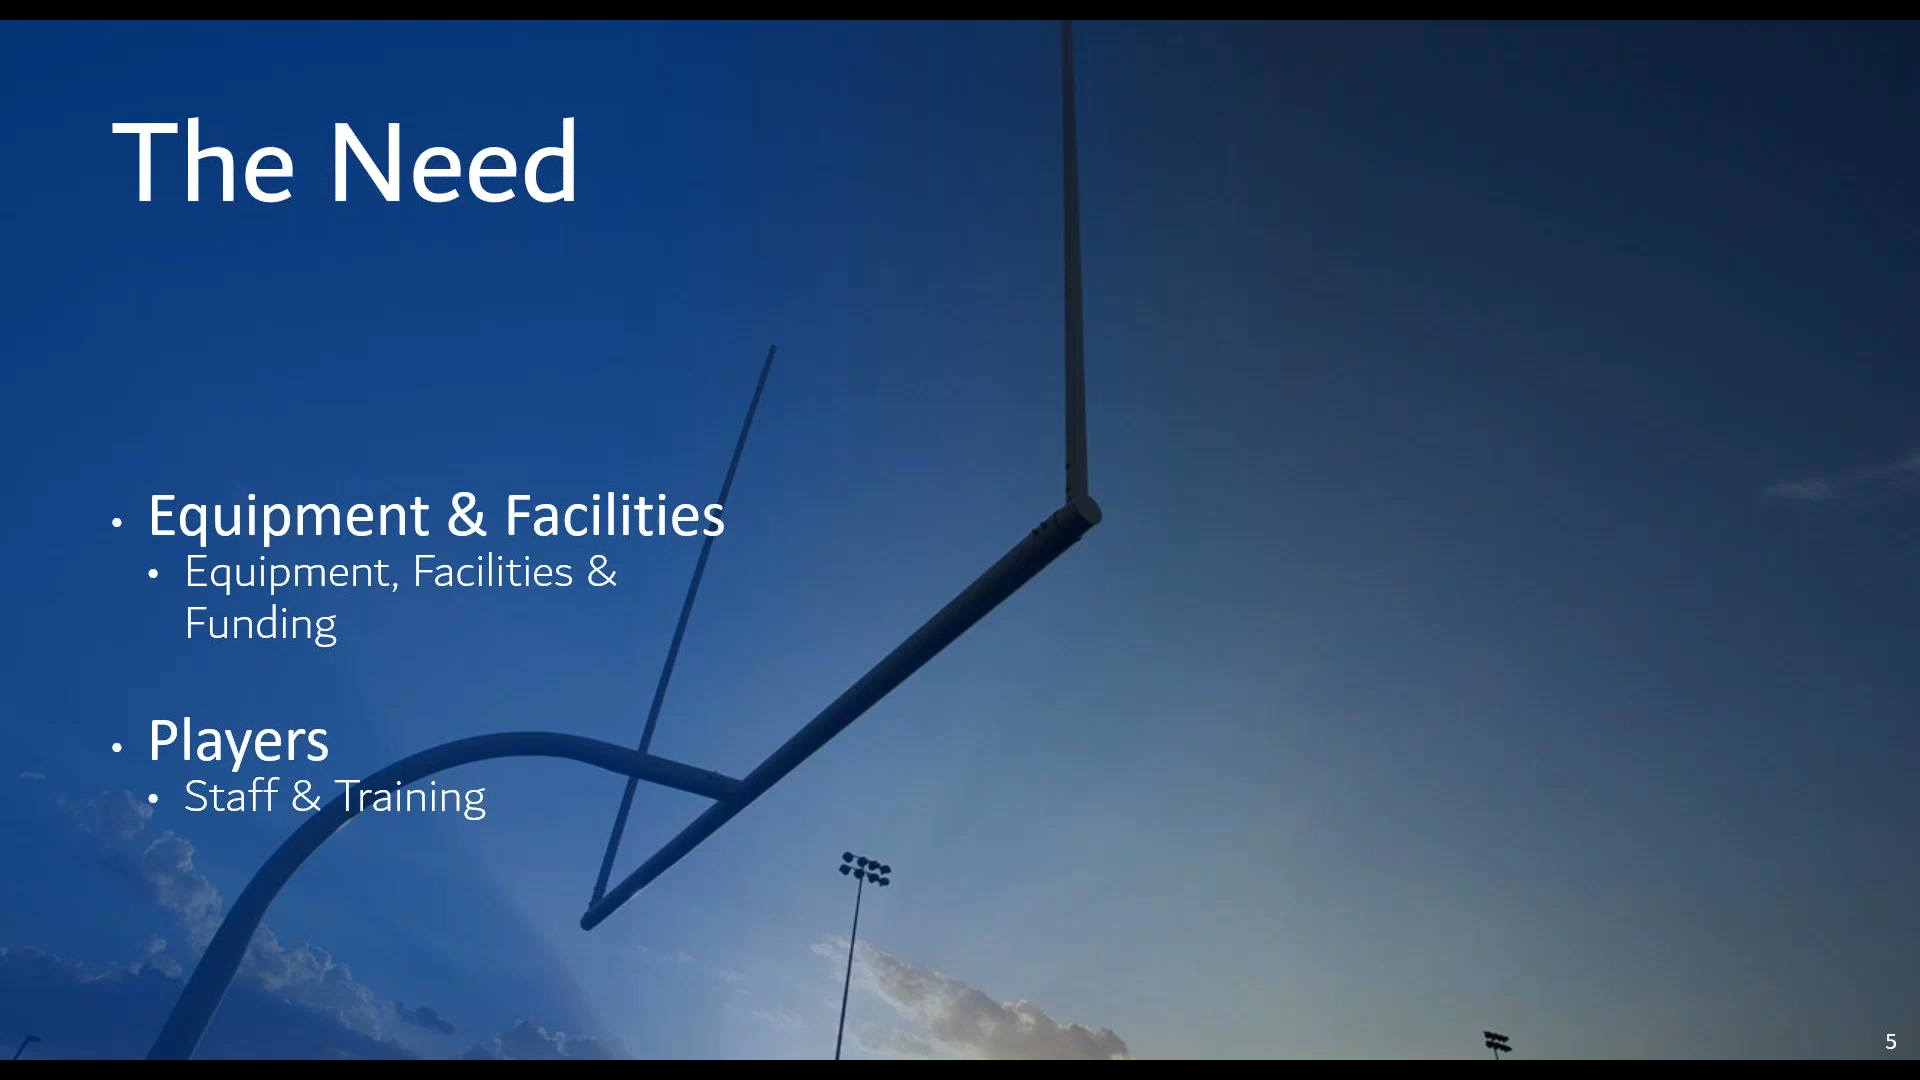 The Need
• Equipment & Facilities
• Equipment, Facilities &
Funding
• Players
• Staff & Training
5